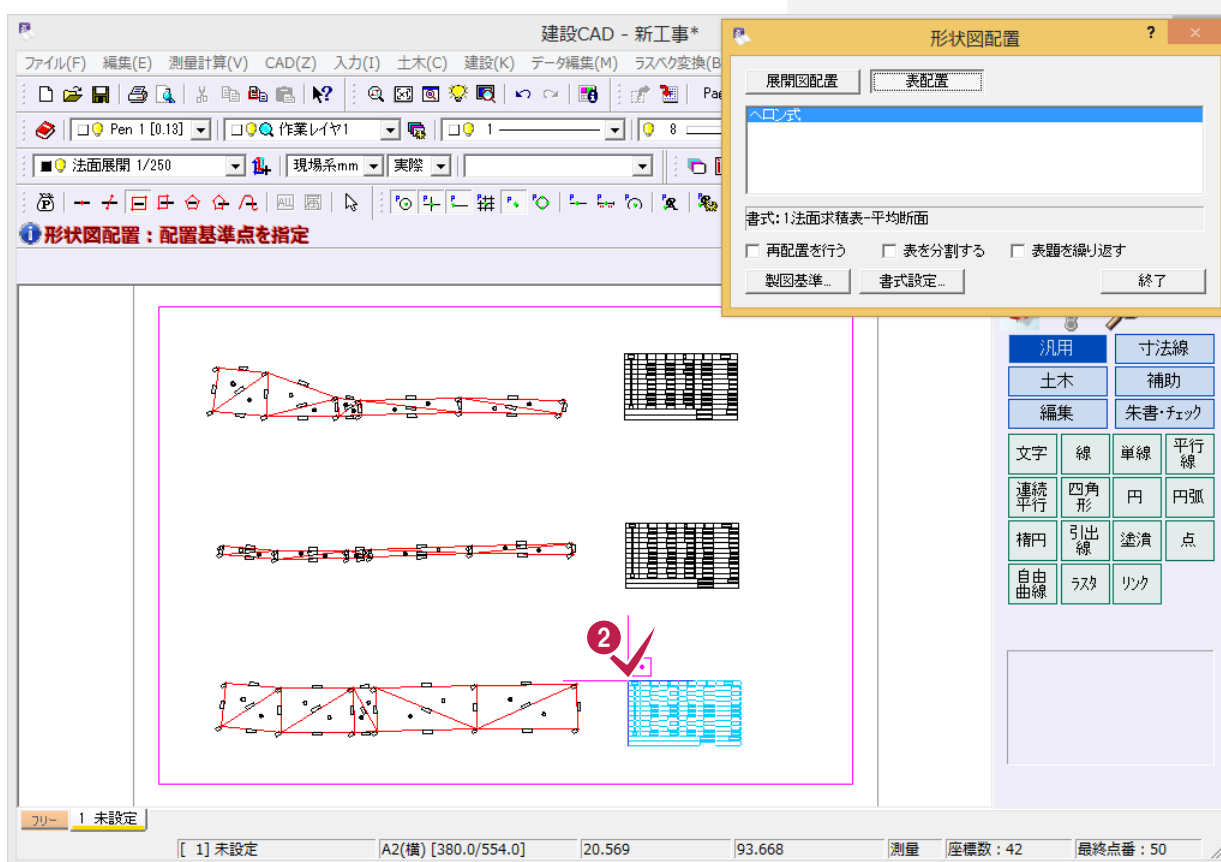 建設CAD - 新工事*
ファイル(F) 編集(E) 測量計算(V) CAD(Z) 入力(I) 土木(C) 建設(K) データ編集(M) ラスベク変換(B
Pa
Pen 1 [0.13] 作業レイヤ1 1 8
法面展開 1/250 現場系mm 実際
ALL
形状図配置：配置基準点を指定
形状図配置 ? ×
展開図配置 表配置
ヘロン式
書式：1法面求積表-平均断面
再配置を行う 表を分割する 表題を繰り返す
製図基準... 書式設定... 終了
汎用 寸法線
土木 補助
編集 朱書・チェック
文字 線 単線 平行線
連続平行 四角形 円 円弧
楕円 引出線 塗潰 点
自由曲線 ラスタ リンク
2
フリー 1 未設定
[ 1] 未設定 A2(横) [380.0/554.0] 20.569 93.668 測量 座標数：42 最終点番：50